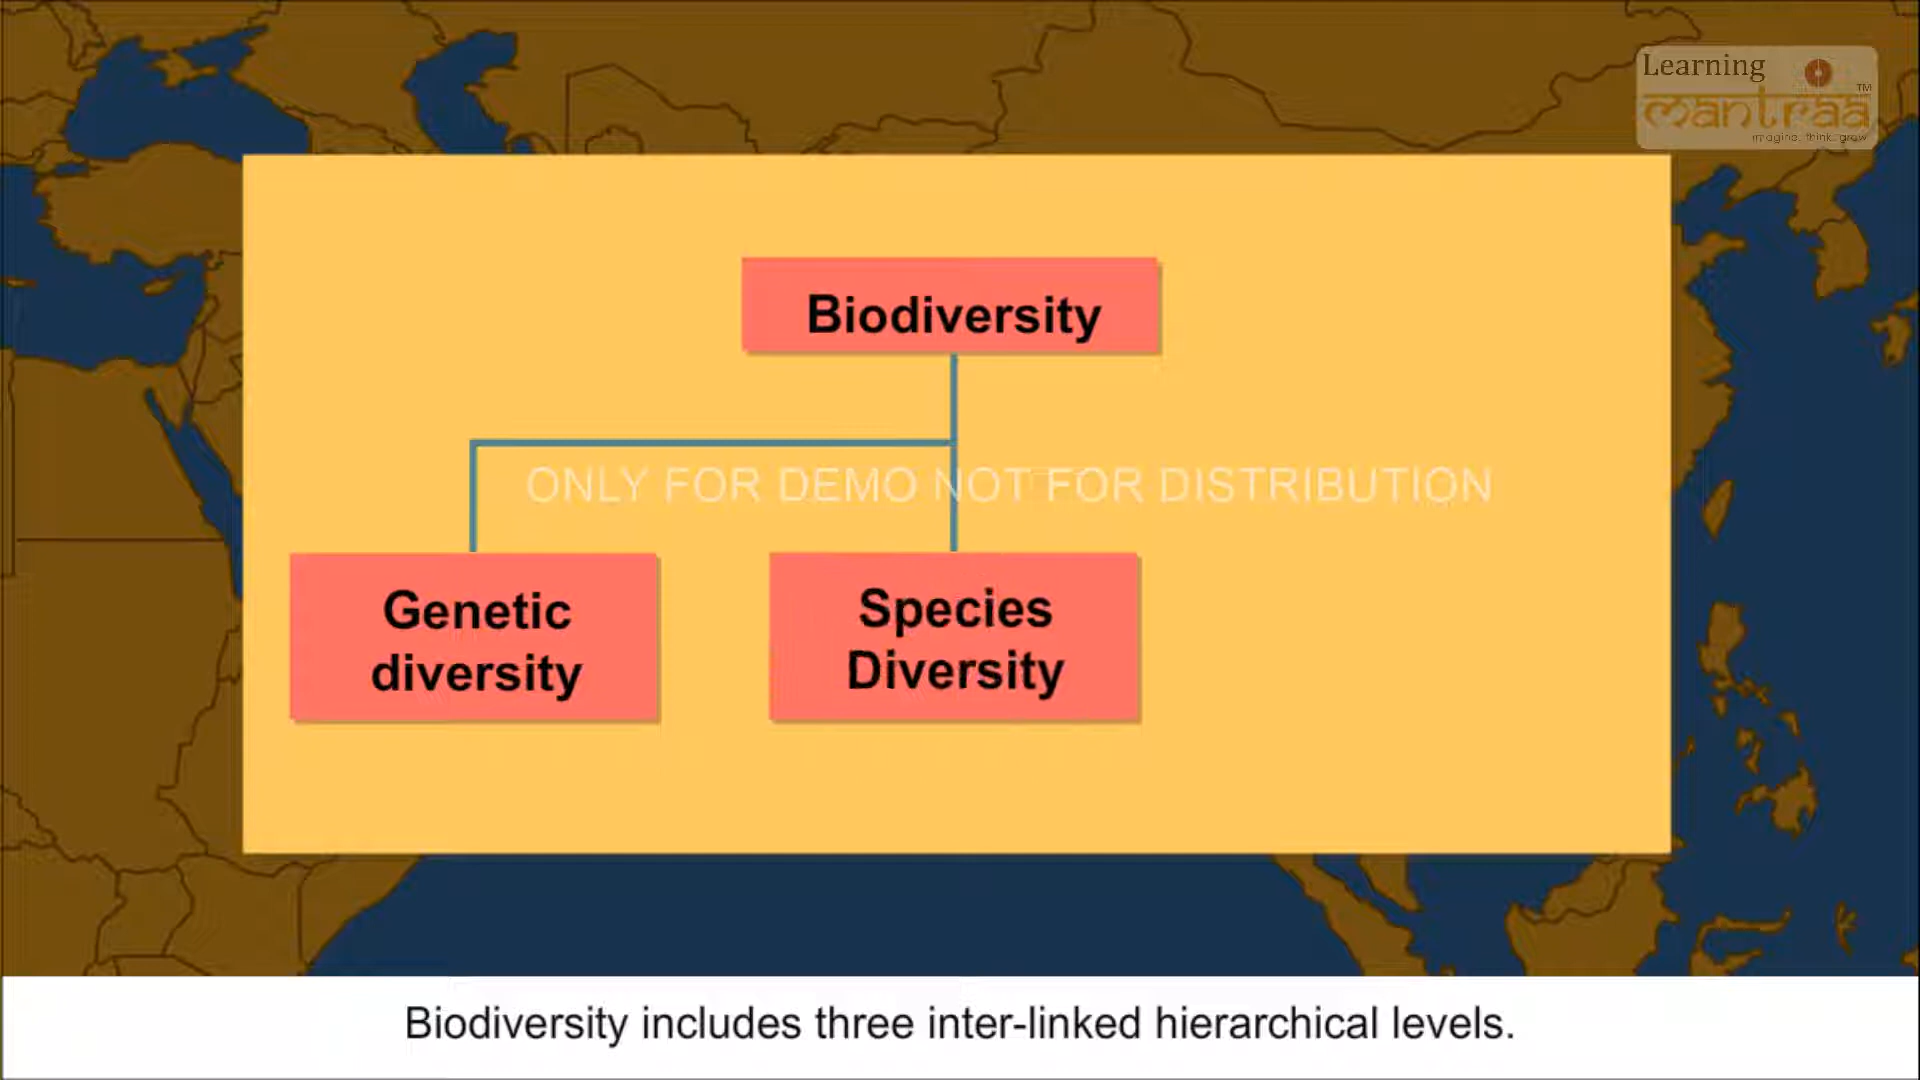 Learning
mantraa
TM
imagine. think. grow
Biodiversity
ONLY FOR DEMO NOT FOR DISTRIBUTION
Genetic
diversity
Species
Diversity
Biodiversity includes three inter-linked hierarchical levels.